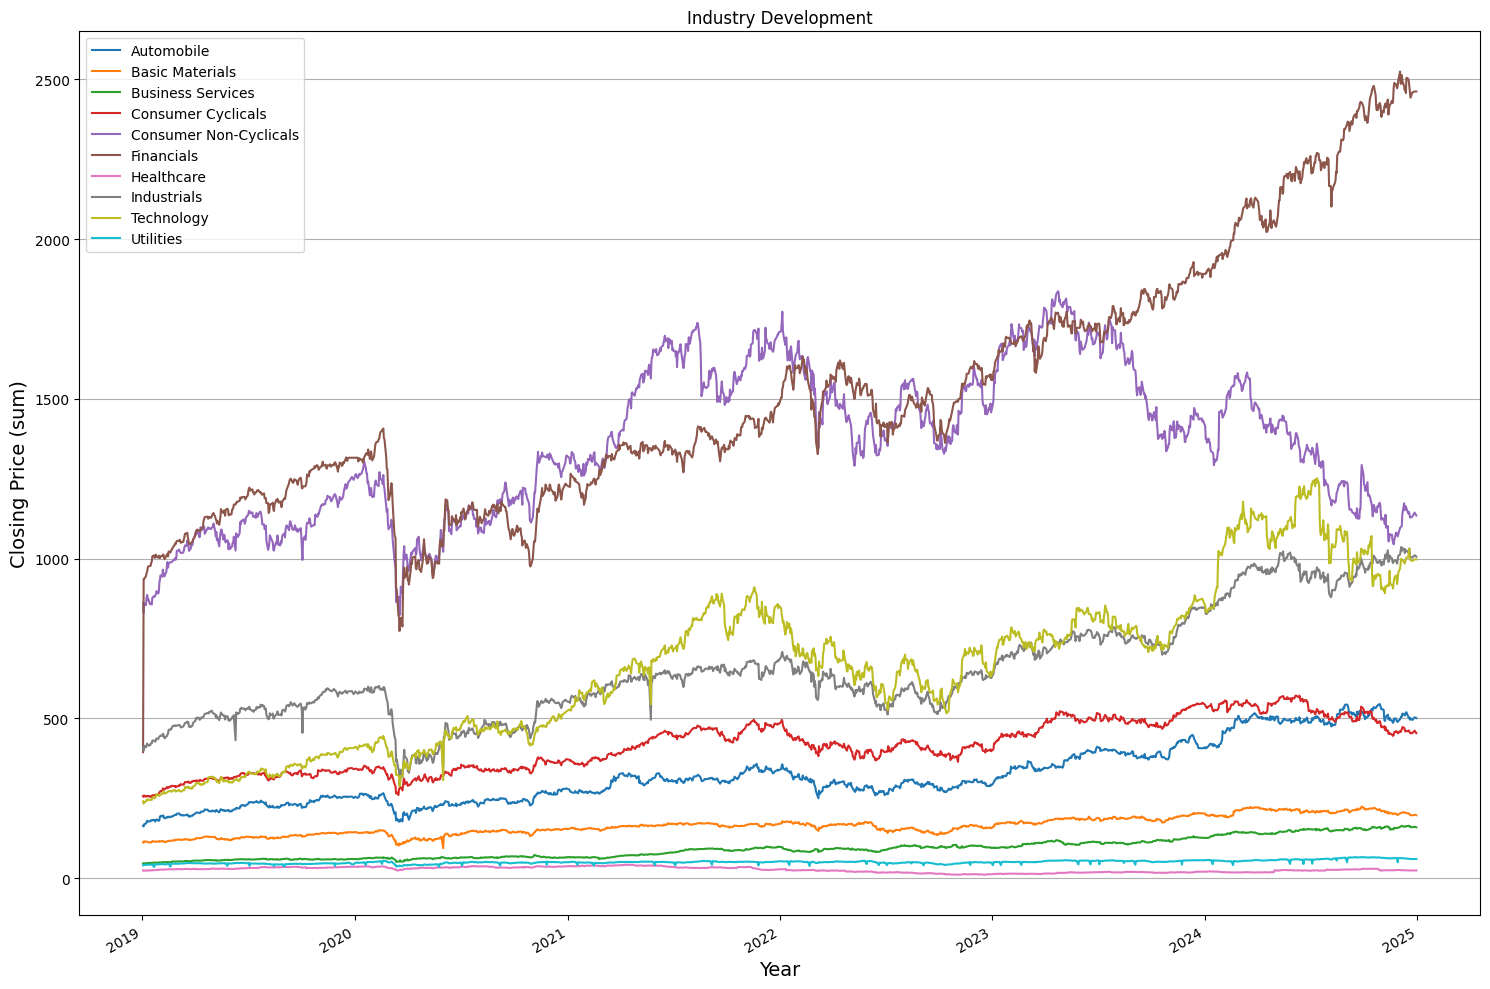 Industry Development
Automobile
Basic Materials
Business Services
Consumer Cyclicals
Consumer Non-Cyclicals
Financials
Healthcare
Industrials
Technology
Utilities
2500
2000
1500
1000
500
0
Closing Price (sum)
2019
2020
2021
2022
2023
2024
2025
Year